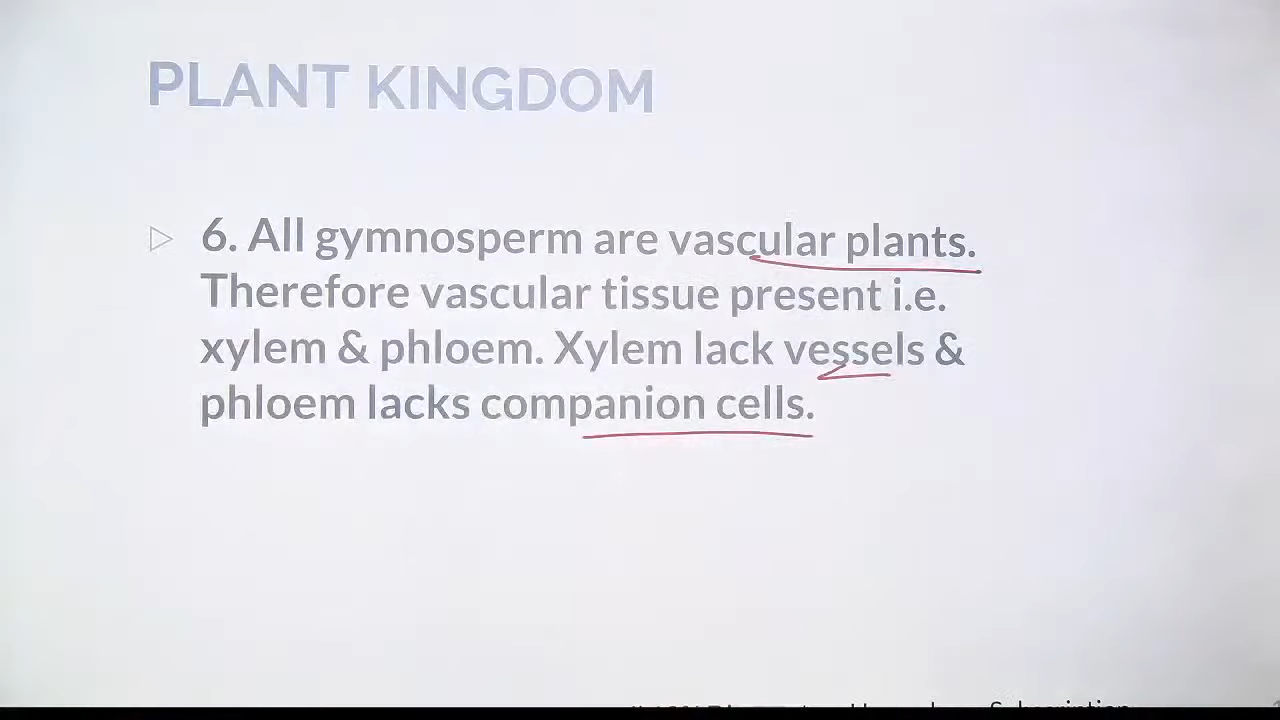 PLANT KINGDOM
6. All gymnosperm are vascular plants.
Therefore vascular tissue present i.e.
xylem & phloem. Xylem lack vessels &
phloem lacks companion cells.
Subscription